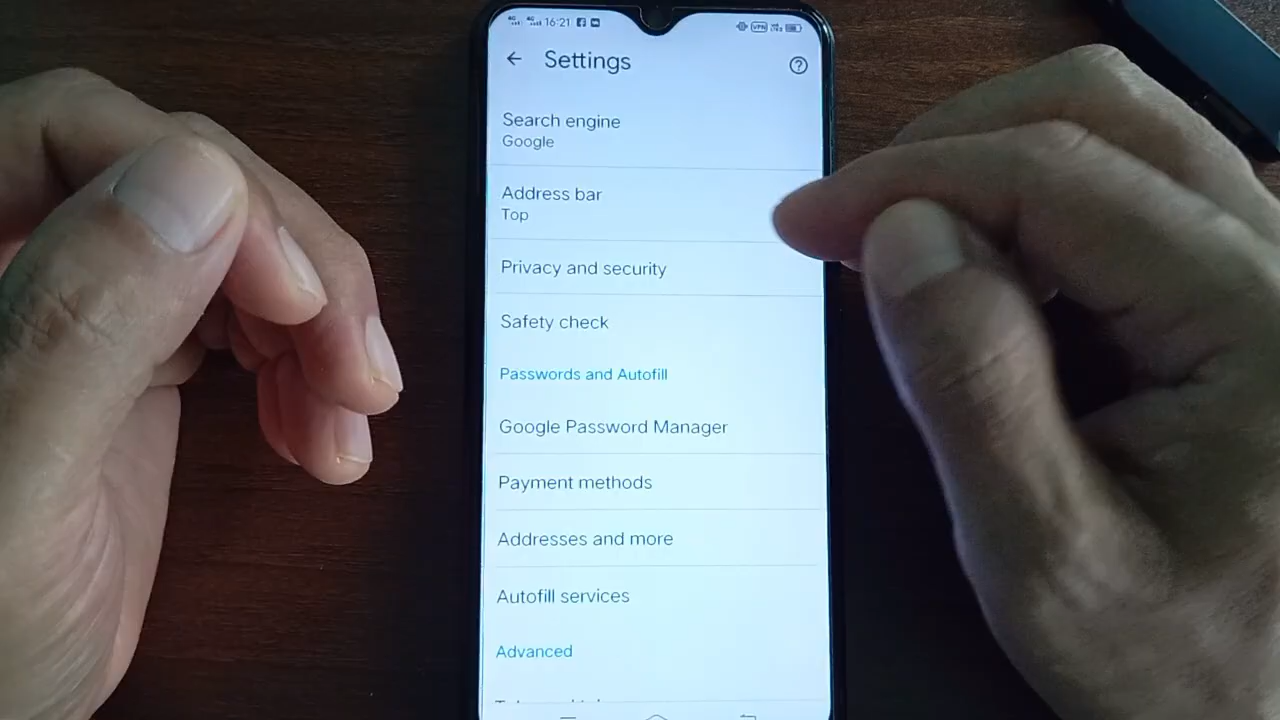 16:21 VPN
Settings
Search engine
Google
Address bar
Top
Privacy and security
Safety check
Passwords and Autofill
Google Password Manager
Payment methods
Addresses and more
Autofill services
Advanced